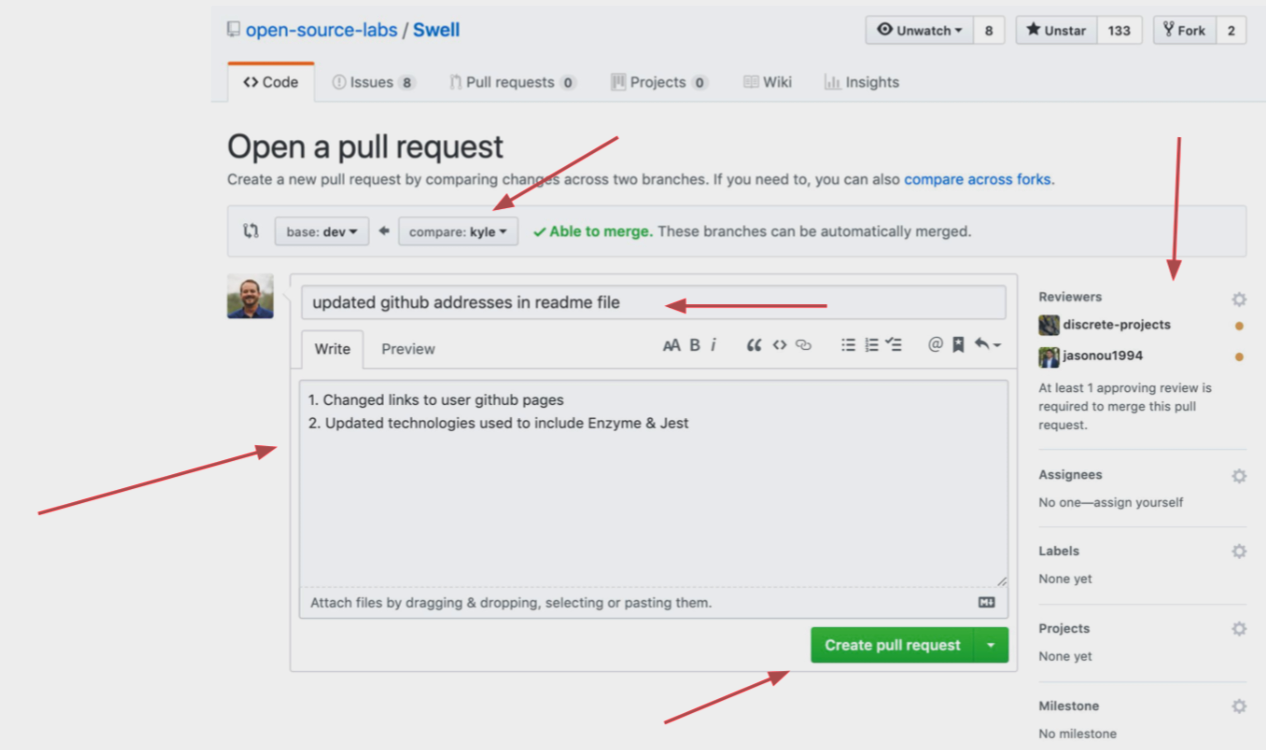 open-source-labs / Swell
Unwatch 8 Unstar 133 Fork 2
Code Issues 8 Pull requests 0 Projects 0 Wiki Insights
Open a pull request
Create a new pull request by comparing changes across two branches. If you need to, you can also compare across forks.
base: dev compare: kyle Able to merge. These branches can be automatically merged.
updated github addresses in readme file
Write Preview AA B i @
1. Changed links to user github pages
2. Updated technologies used to include Enzyme & Jest
Attach files by dragging & dropping, selecting or pasting them.
Create pull request
Reviewers
discrete-projects
jasonou1994
At least 1 approving review is
required to merge this pull
request.
Assignees
No one—assign yourself
Labels
None yet
Projects
None yet
Milestone
No milestone